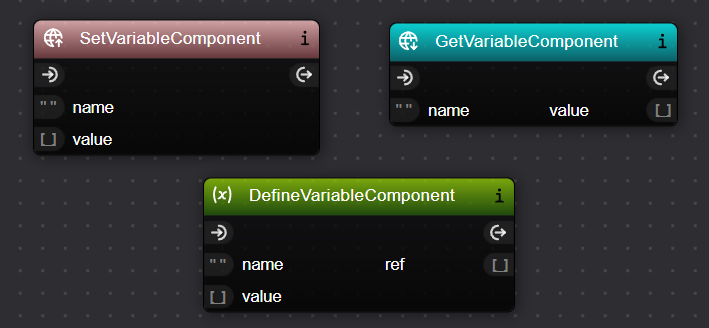 SetVariableComponent i
" " name
[ ] value
GetVariableComponent i
" " name value [ ]
(x) DefineVariableComponent i
" " name ref [ ]
[ ] value